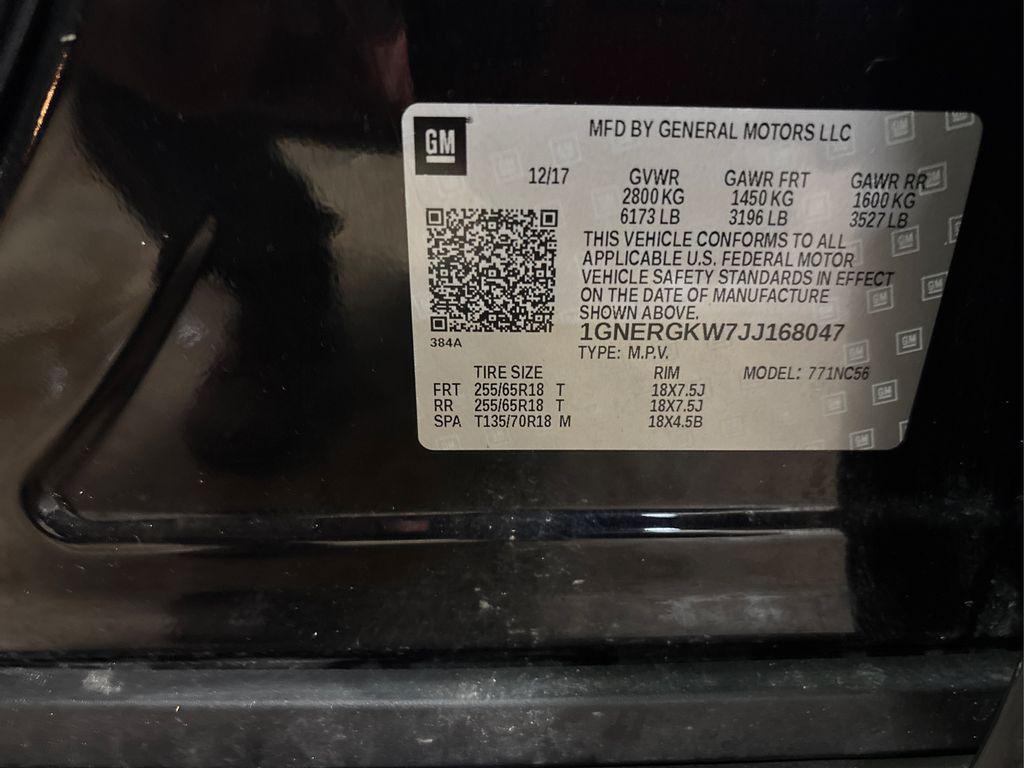 GM
MFD BY GENERAL MOTORS LLC
12/17 GVWR GAWR FRT GAWR RR
2800 KG 1450 KG 1600 KG
6173 LB 3196 LB 3527 LB
THIS VEHICLE CONFORMS TO ALL
APPLICABLE U.S. FEDERAL MOTOR
VEHICLE SAFETY STANDARDS IN EFFECT
ON THE DATE OF MANUFACTURE
SHOWN ABOVE.
1GNERGKW7JJ168047
384A
TYPE: M.P.V.
TIRE SIZE RIM MODEL: 771NC56
FRT 255/65R18 T 18X7.5J
RR 255/65R18 T 18X7.5J
SPA T135/70R18 M 18X4.5B